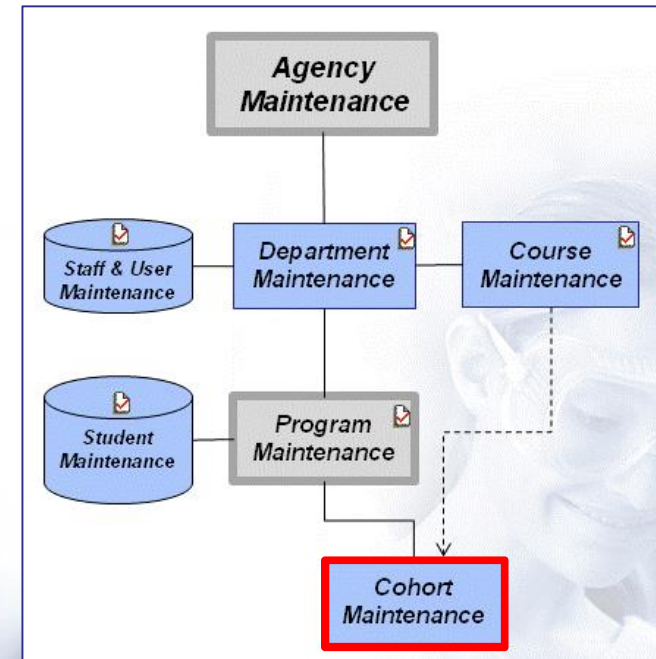 Agency
Maintenance
Staff & User
Maintenance
Department
Maintenance
Course
Maintenance
Student
Maintenance
Program
Maintenance
Cohort
Maintenance